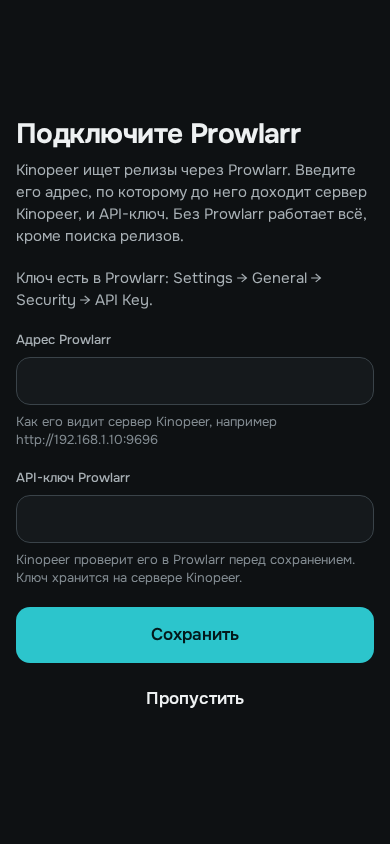 Подключите Prowlarr
Kinopeer ищет релизы через Prowlarr. Введите
его адрес, по которому до него доходит сервер
Kinopeer, и API-ключ. Без Prowlarr работает всё,
кроме поиска релизов.
Ключ есть в Prowlarr: Settings → General →
Security → API Key.
Адрес Prowlarr
Как его видит сервер Kinopeer, например
http://192.168.1.10:9696
API-ключ Prowlarr
Kinopeer проверит его в Prowlarr перед сохранением.
Ключ хранится на сервере Kinopeer.
Сохранить
Пропустить